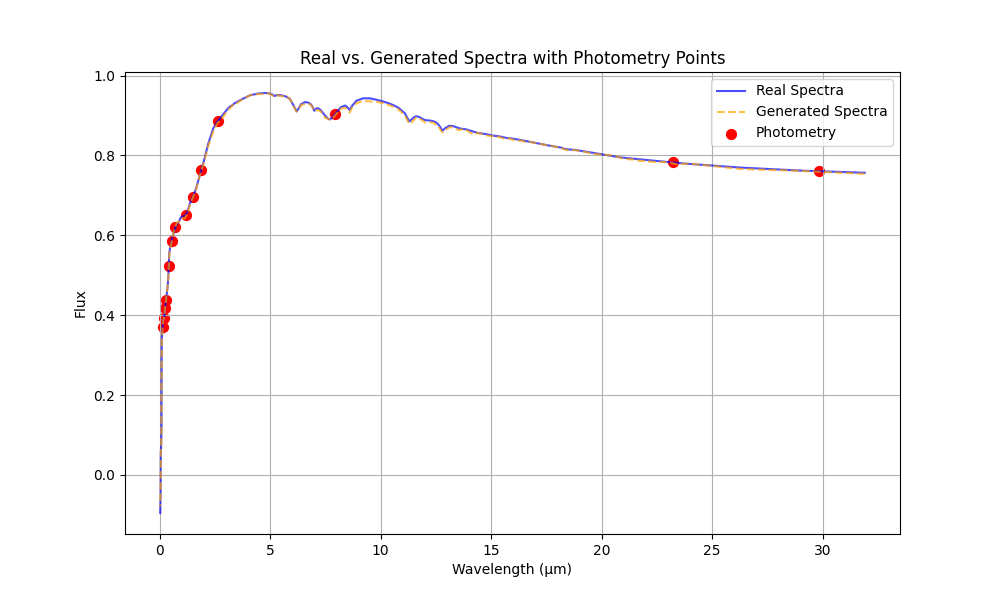 Real vs. Generated Spectra with Photometry Points
Real Spectra
Generated Spectra
Photometry
Flux
1.0
0.8
0.6
0.4
0.2
0.0
0 5 10 15 20 25 30
Wavelength (μm)